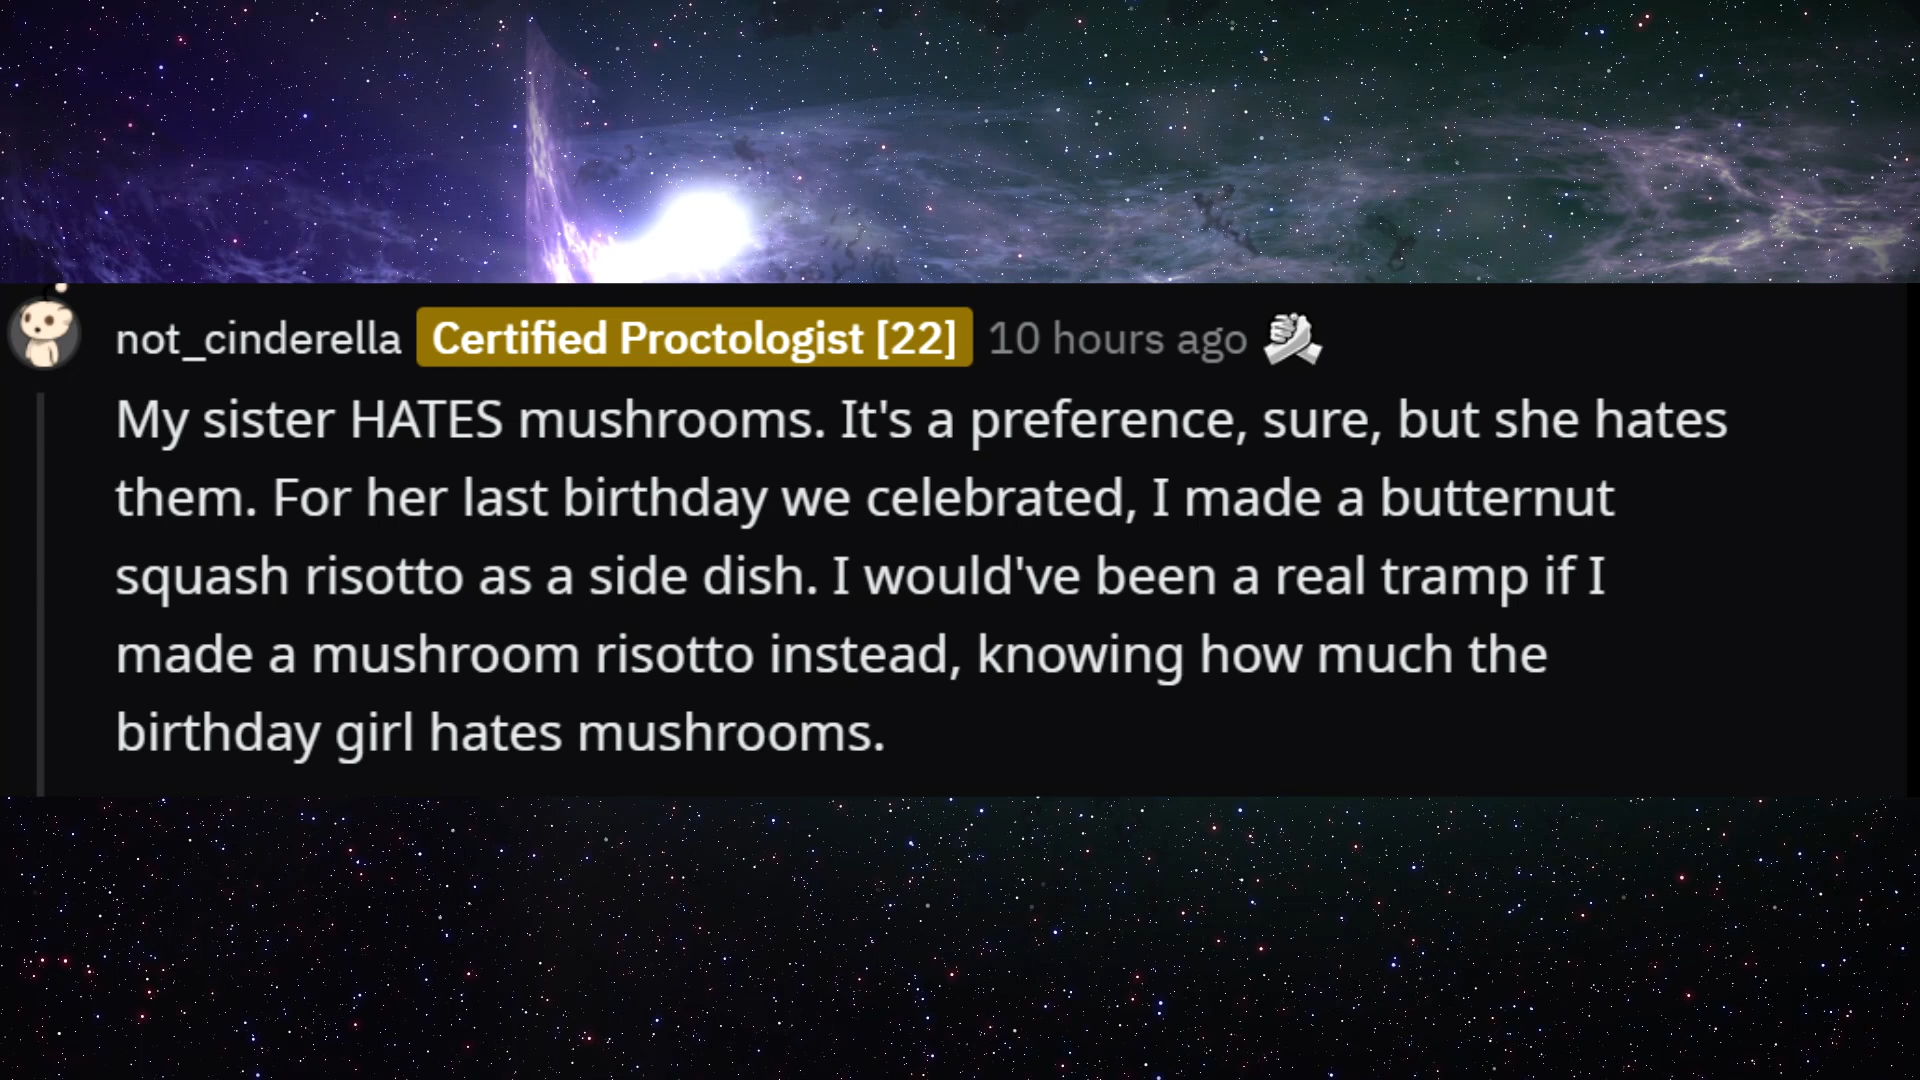 not_cinderella Certified Proctologist [22] 10 hours ago
My sister HATES mushrooms. It's a preference, sure, but she hates
them. For her last birthday we celebrated, I made a butternut
squash risotto as a side dish. I would've been a real tramp if I
made a mushroom risotto instead, knowing how much the
birthday girl hates mushrooms.